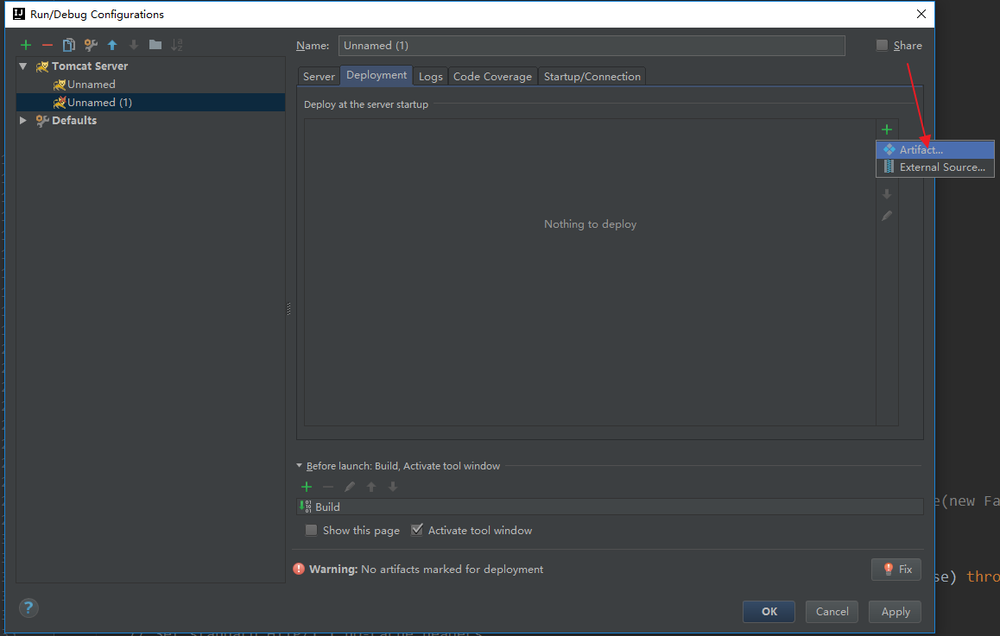 Run/Debug Configurations
Name: Unnamed (1) Share
Tomcat Server
Unnamed
Unnamed (1)
Defaults
Server Deployment Logs Code Coverage Startup/Connection
Deploy at the server startup
Artifact...
External Source...
Nothing to deploy
Before launch: Build, Activate tool window
Build
Show this page Activate tool window
e(new Fa
Warning: No artifacts marked for deployment Fix
se) thro
? OK Cancel Apply